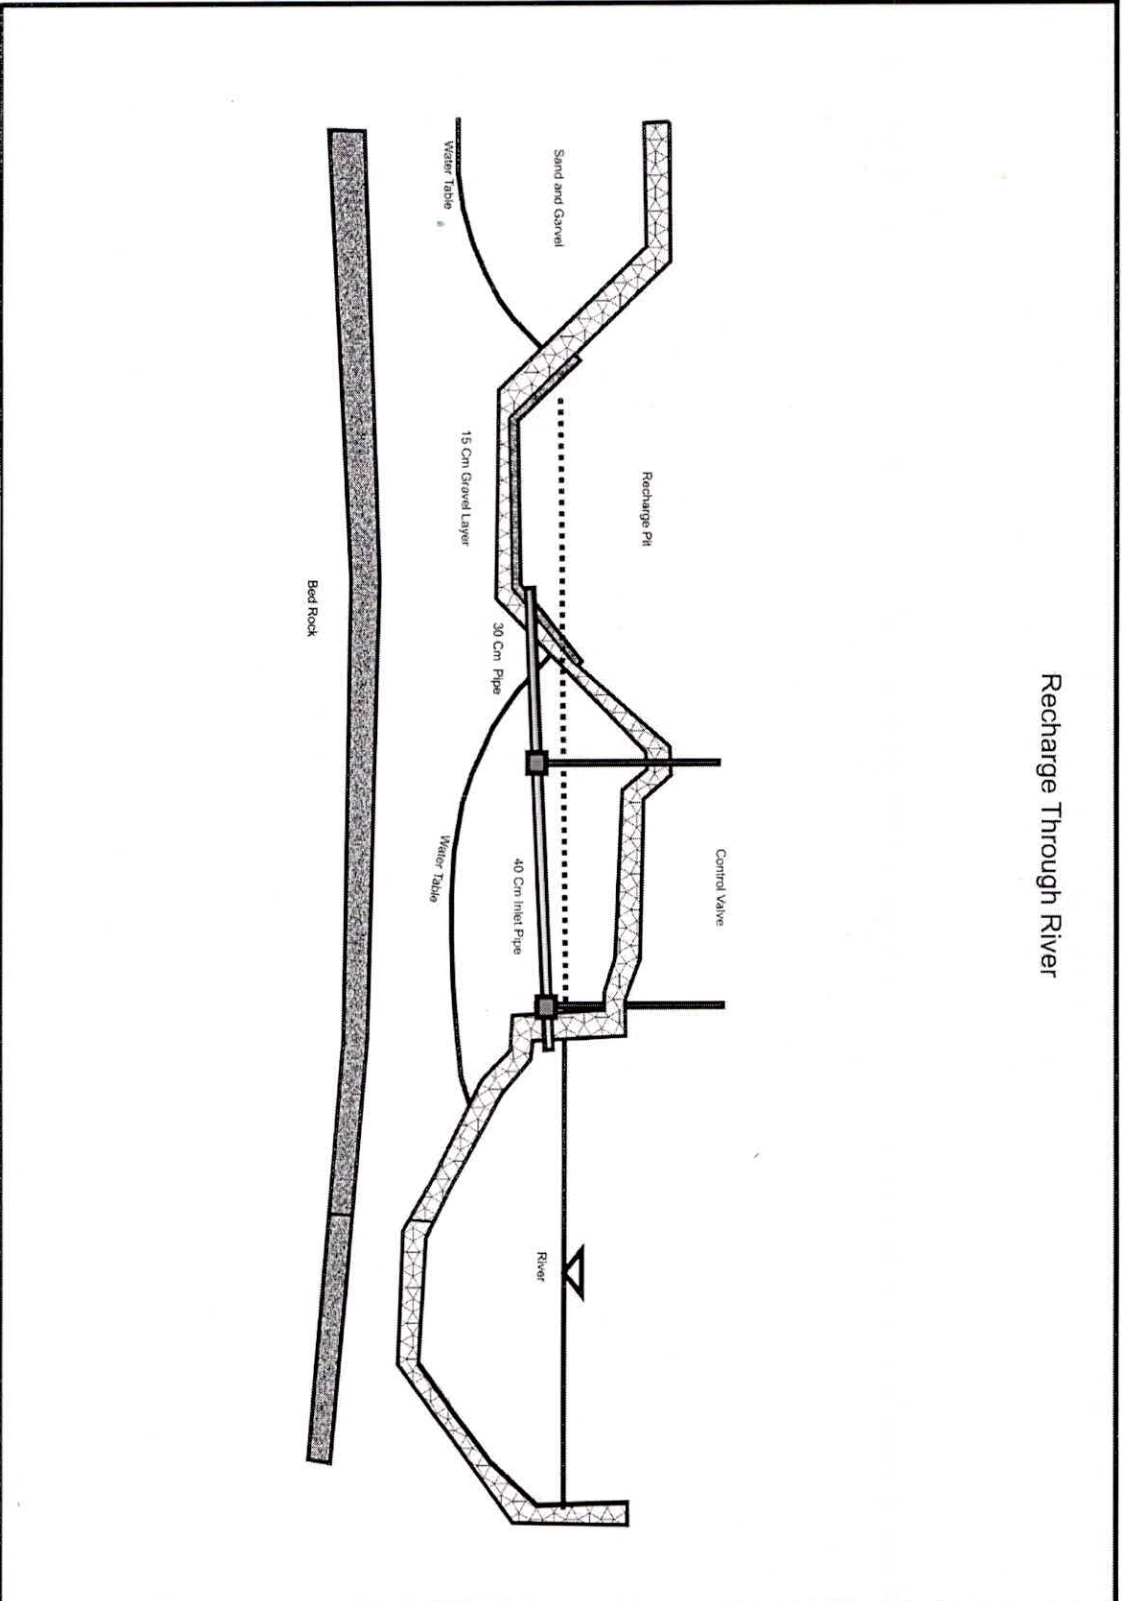 Recharge Through River
Control Valve
Recharge Pit
Sand and Garvel
River
40 Cm Inlet Pipe
30 Cm Pipe
15 Cm Gravel Layer
Water Table
Water Table
Bed Rock